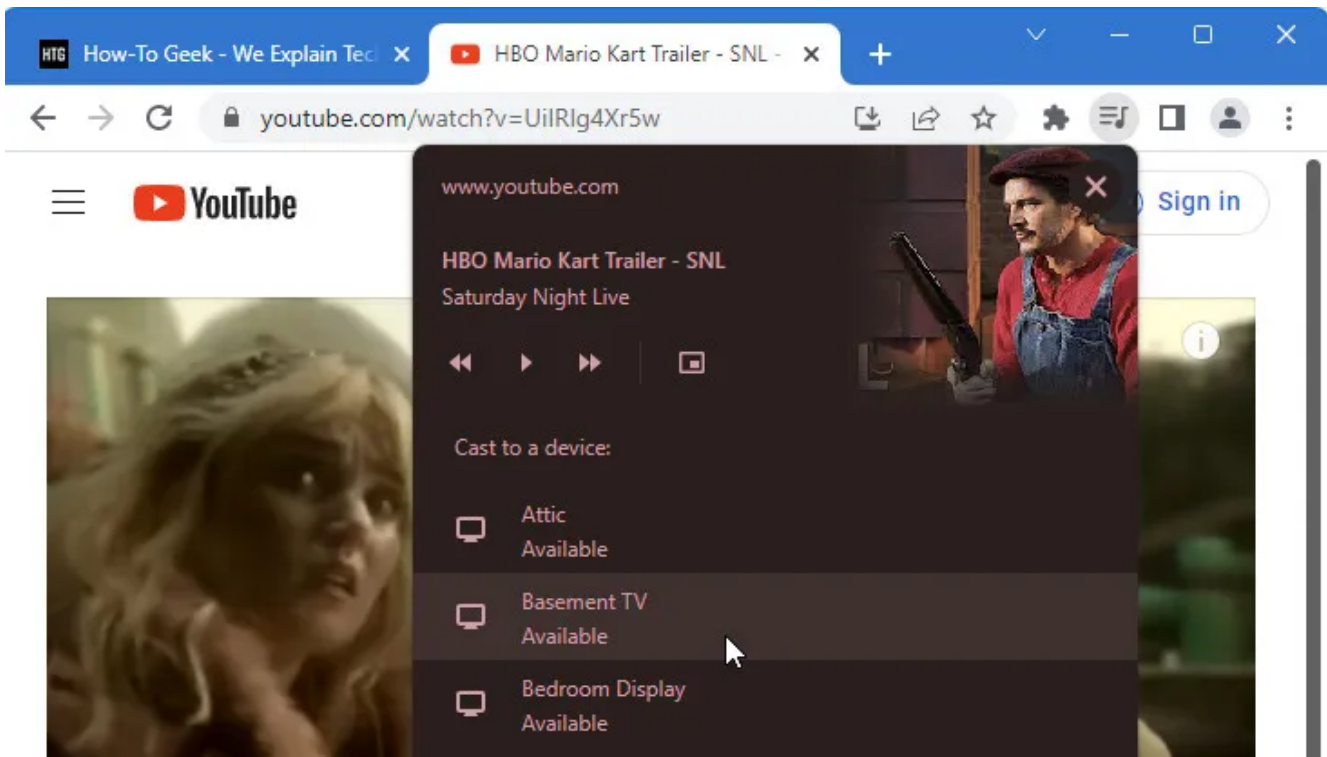 HTG How-To Geek - We Explain Tec
HBO Mario Kart Trailer - SNL -
youtube.com/watch?v=UilRlg4Xr5w
YouTube
Sign in
www.youtube.com
HBO Mario Kart Trailer - SNL
Saturday Night Live
Cast to a device:
Attic
Available
Basement TV
Available
Bedroom Display
Available